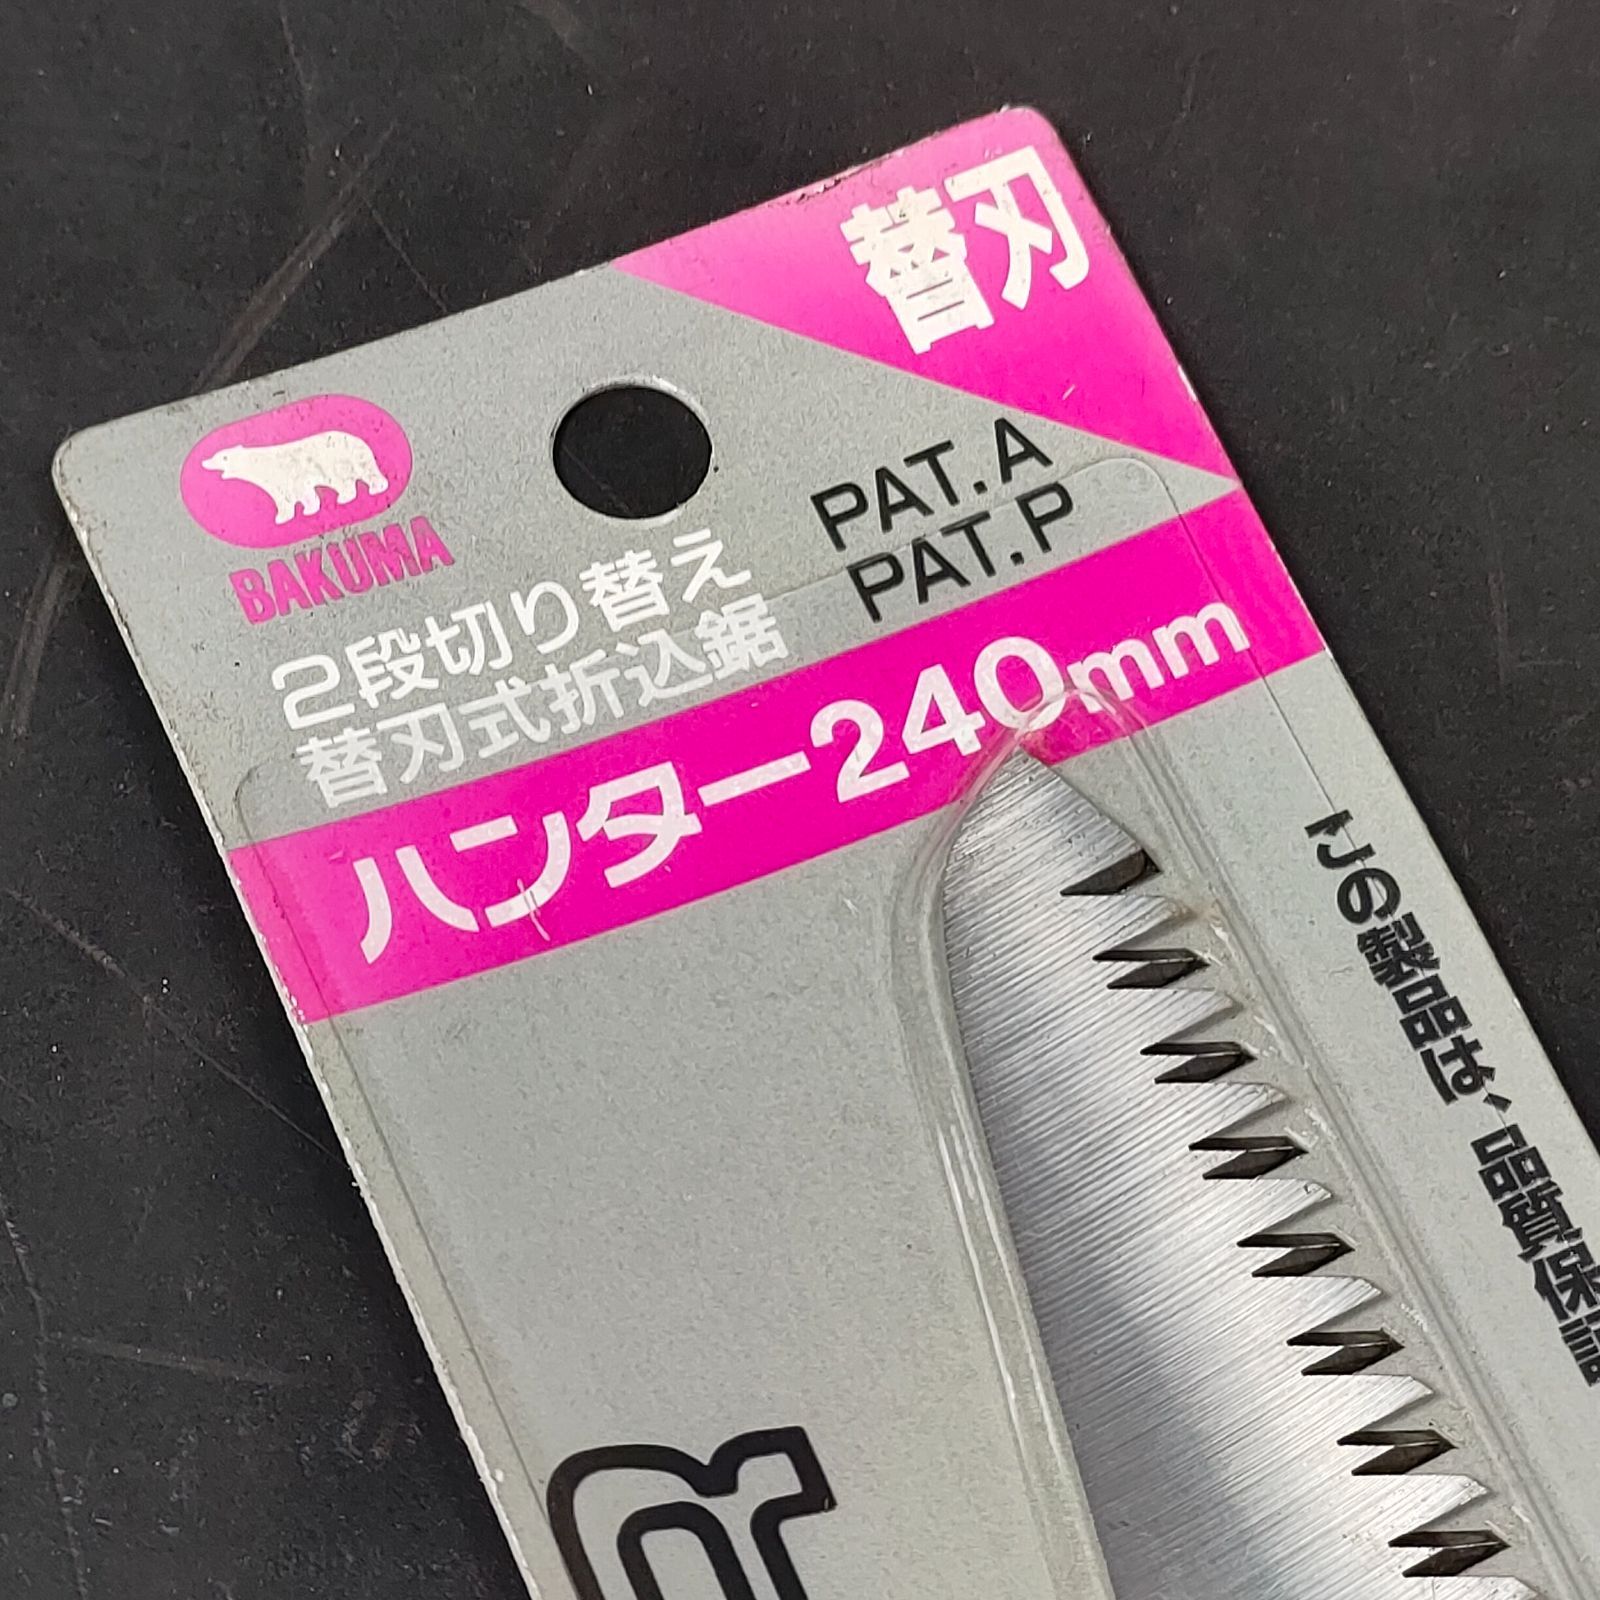 替刃
BAKUMA
PAT.A
PAT.P
2段切り替え
替刃式折込鋸
ハンター240mm
この製品は、品質保